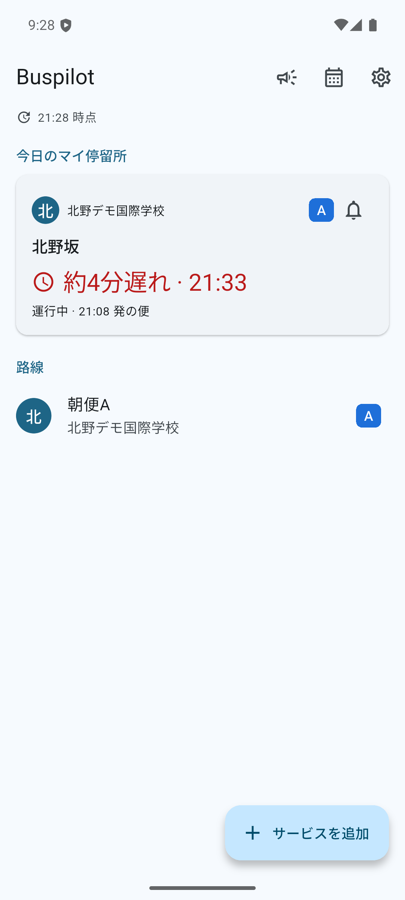 9:28
Buspilot
21:28 時点
今日のマイ停留所
北 北野デモ国際学校 A
北野坂
約4分遅れ · 21:33
運行中 · 21:08 発の便
路線
北 朝便A A
北野デモ国際学校
サービスを追加